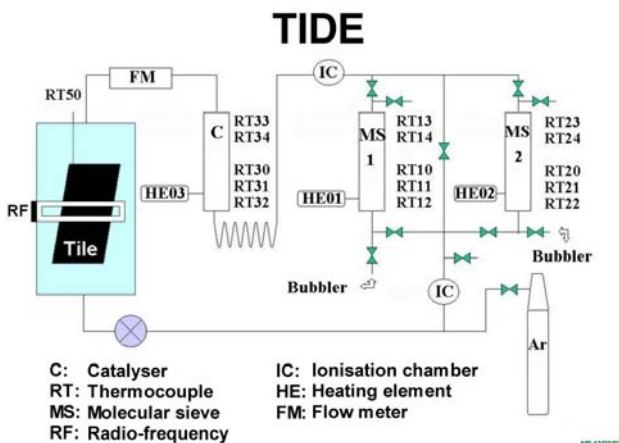 TIDE
IC
FM
RT50
C
RT33
RT34
RT30
RT31
RT32
HE03
MS
1
RT13
RT14
RT10
RT11
RT12
HE01
MS
2
RT23
RT24
RT20
RT21
RT22
HE02
RF
Tile
Bubbler
Bubbler
IC
Ar
C: Catalyser
RT: Thermocouple
MS: Molecular sieve
RF: Radio-frequency
IC: Ionisation chamber
HE: Heating element
FM: Flow meter